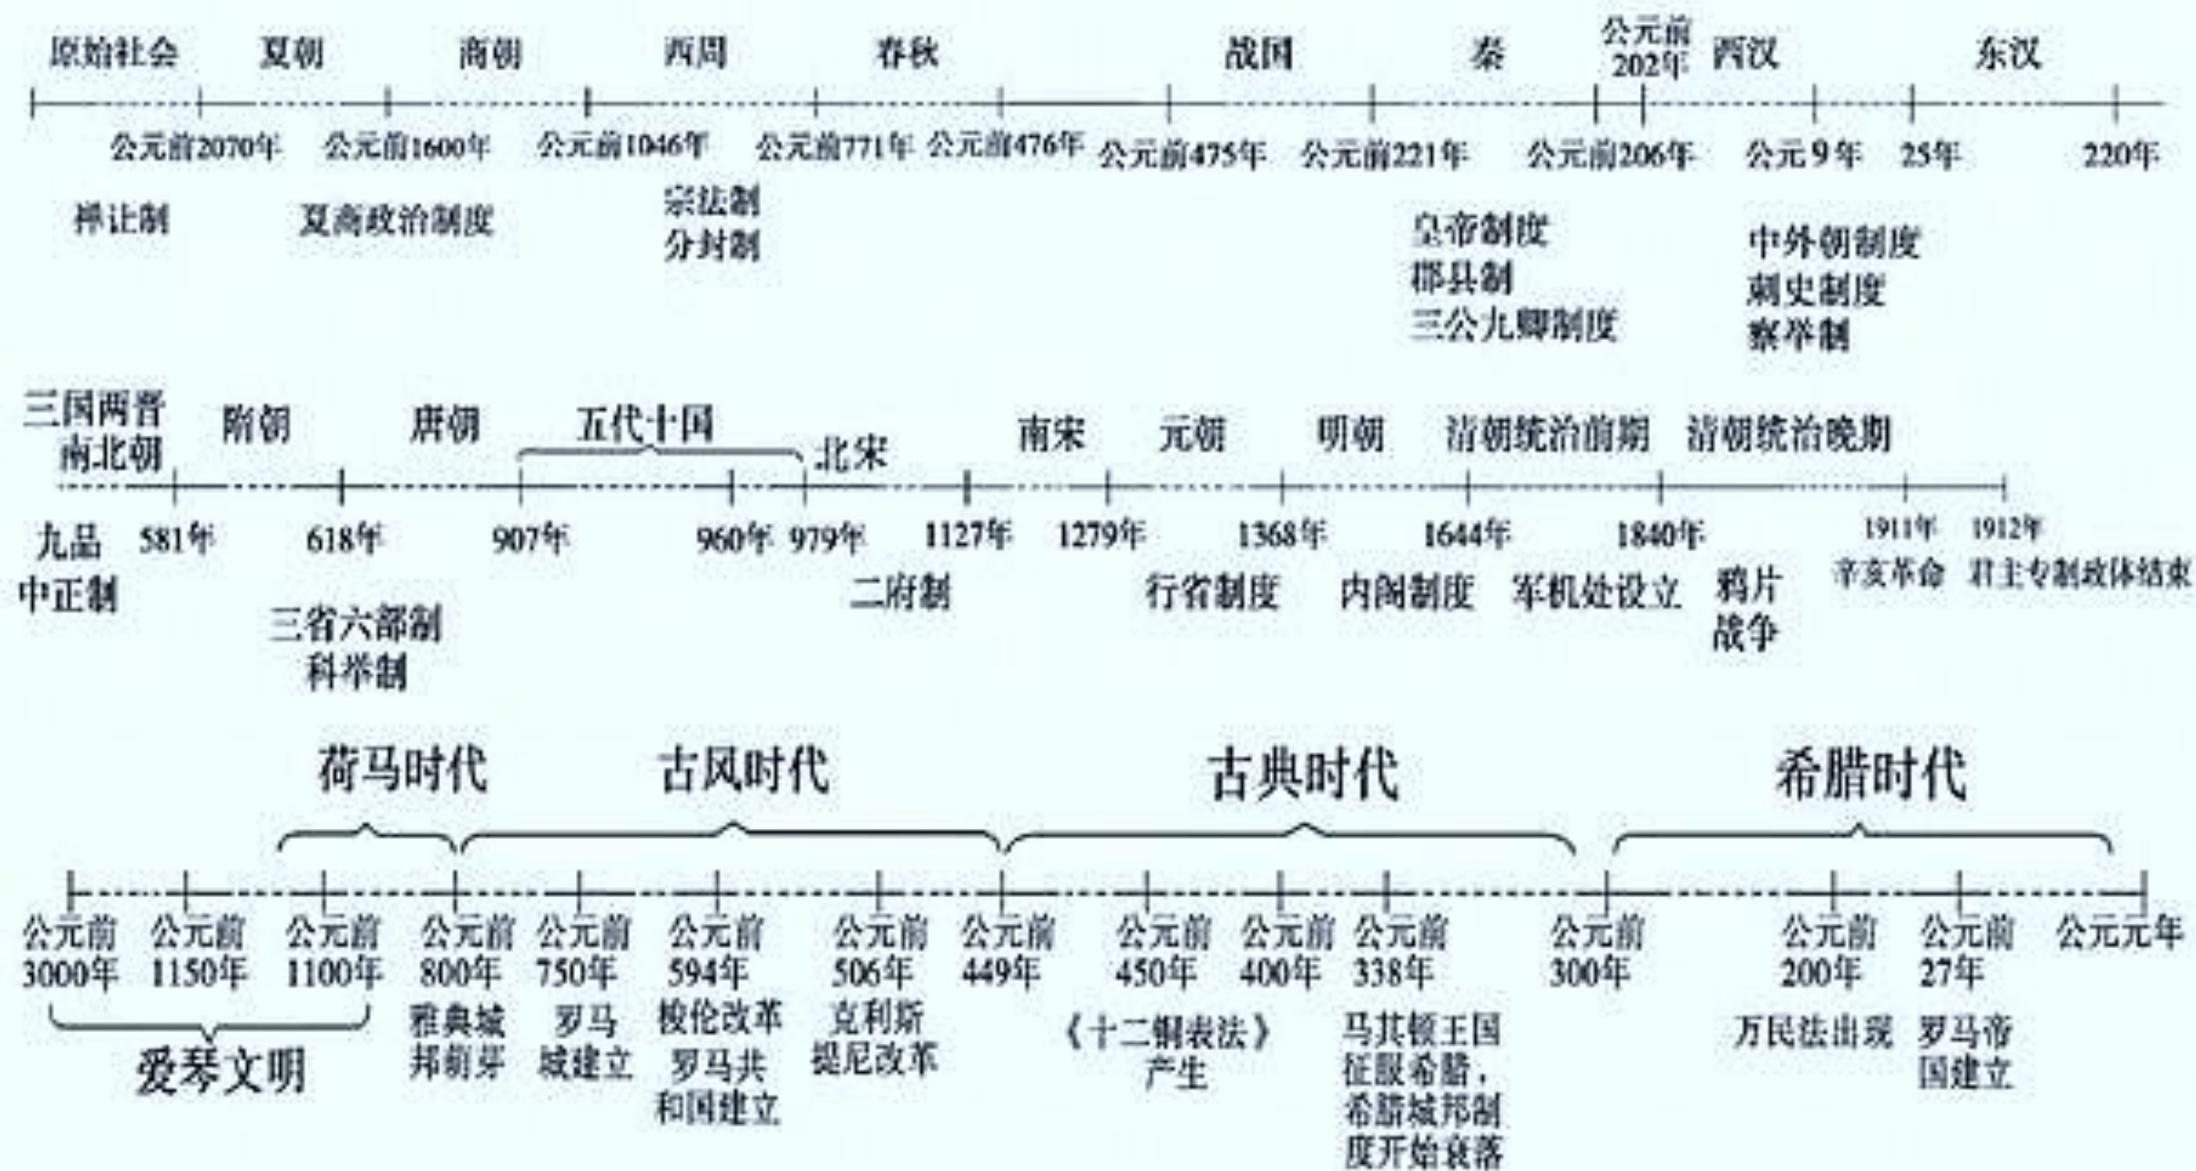 原始社会 夏朝 商朝 西周 春秋 战国 秦 公元前202年 西汉 东汉
公元前2070年 公元前1600年 公元前1046年 公元前771年 公元前476年 公元前475年 公元前221年 公元前206年 公元9年 25年 220年
禅让制 夏商政治制度 宗法制 分封制
皇帝制度 中外朝制度
郡县制 刺史制度
三公九卿制度 察举制
三国两晋南北朝 隋朝 唐朝 五代十国 北宋 南宋 元朝 明朝 清朝统治前期 清朝统治晚期
581年 618年 907年 960年 979年 1127年 1279年 1368年 1644年 1840年 1911年 1912年
九品中正制 二府制 行省制度 内阁制度 军机处设立 鸦片战争 辛亥革命 君主专制政体结束
三省六部制
科举制
荷马时代 古风时代 古典时代 希腊时代
公元前3000年 公元前1150年 公元前1100年 公元前800年 公元前750年 公元前594年 公元前506年 公元前449年 公元前450年 公元前400年 公元前338年 公元前300年 公元前200年 公元前27年 公元元年
爱琴文明
雅典城邦萌芽
罗马城建立
梭伦改革
罗马共和国建立
克利斯提尼改革
《十二铜表法》产生
马其顿王国征服希腊，希腊城邦制度开始衰落
万民法出现
罗马帝国建立